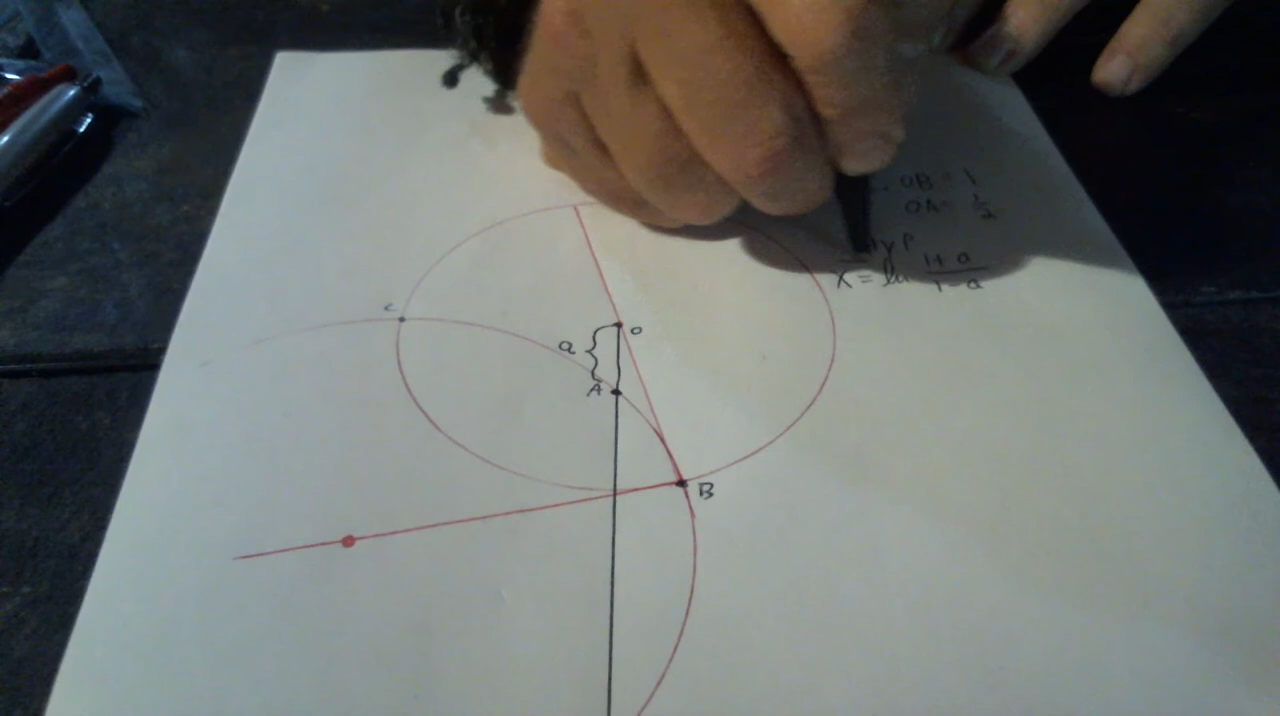 OB = 1
OA = 1/2
hyp
x = ln (1+a)/(1-a)
C
O
a
A
B